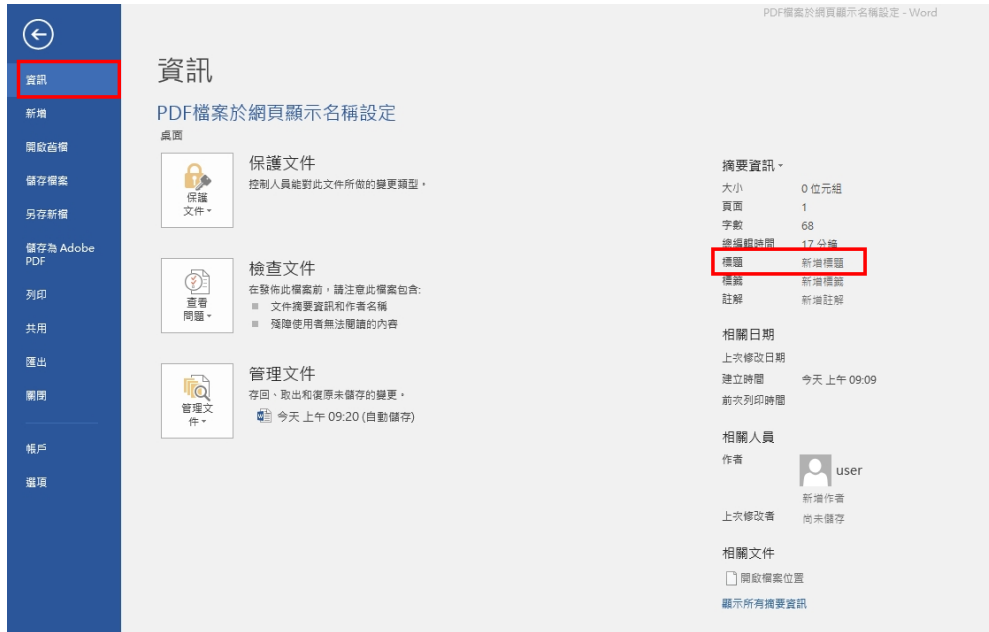 PDF檔案於網頁顯示名稱設定 - Word
資訊
新增
開啟舊檔
儲存檔案
另存新檔
儲存為 Adobe
PDF
列印
共用
匯出
關閉
帳戶
選項
資訊
PDF檔案於網頁顯示名稱設定
桌面
保護
文件
保護文件
控制人員能對此文件所做的變更類型。
查看
問題
檢查文件
在發佈此檔案前，請注意此檔案包含:
文件摘要資訊和作者名稱
殘障使用者無法閱讀的內容
管理文
件
管理文件
存回、取出和復原未儲存的變更。
今天 上午 09:20 (自動儲存)
摘要資訊
大小 0 位元組
頁面 1
字數 68
總編輯時間 17 分鐘
標題 新增標題
標籤 新增標籤
註解 新增註解
相關日期
上次修改日期
建立時間 今天 上午 09:09
前次列印時間
相關人員
作者 user
新增作者
上次修改者 尚未儲存
相關文件
開啟檔案位置
顯示所有摘要資訊